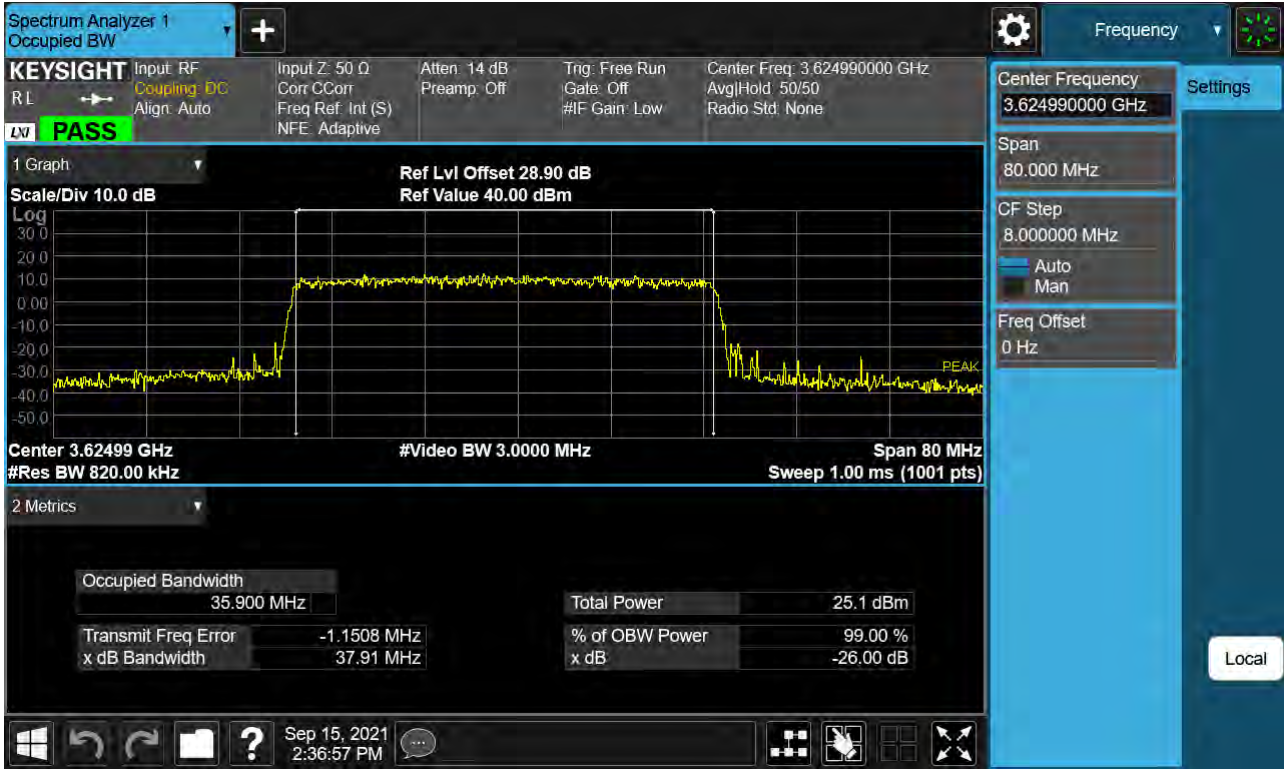 Spectrum Analyzer 1
Occupied BW
+
Frequency
KEYSIGHT
R L
LXI
PASS
Input: RF
Coupling: DC
Align: Auto
Input Z: 50 Ω
Corr CCorr
Freq Ref: Int (S)
NFE: Adaptive
Atten: 14 dB
Preamp: Off
Trig: Free Run
Gate: Off
#IF Gain: Low
Center Freq: 3.624990000 GHz
Avg|Hold: 50/50
Radio Std: None
Center Frequency
3.624990000 GHz
Settings
Span
80.000 MHz
CF Step
8.000000 MHz
Auto
Man
Freq Offset
0 Hz
Local
1 Graph
Scale/Div 10.0 dB
Ref Lvl Offset 28.90 dB
Ref Value 40.00 dBm
Log
30.0
20.0
10.0
0.00
-10.0
-20.0
-30.0
-40.0
-50.0
PEAK
Center 3.62499 GHz
#Video BW 3.0000 MHz
Span 80 MHz
#Res BW 820.00 kHz
Sweep 1.00 ms (1001 pts)
2 Metrics
Occupied Bandwidth
35.900 MHz
Total Power 25.1 dBm
Transmit Freq Error -1.1508 MHz
% of OBW Power 99.00 %
x dB Bandwidth 37.91 MHz
x dB -26.00 dB
?
Sep 15, 2021
2:36:57 PM